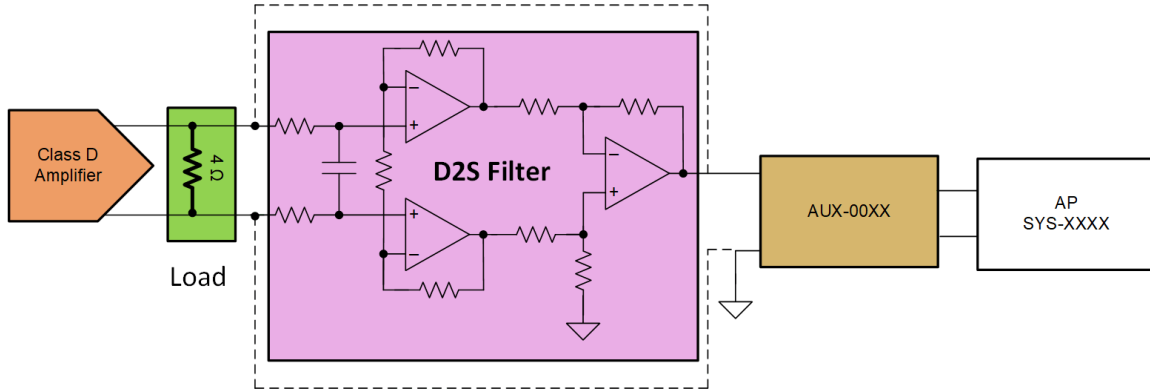 Class D
Amplifier
4 Ω
Load
−
+
D2S Filter
+
−
−
+
AUX-00XX
AP
SYS-XXXX